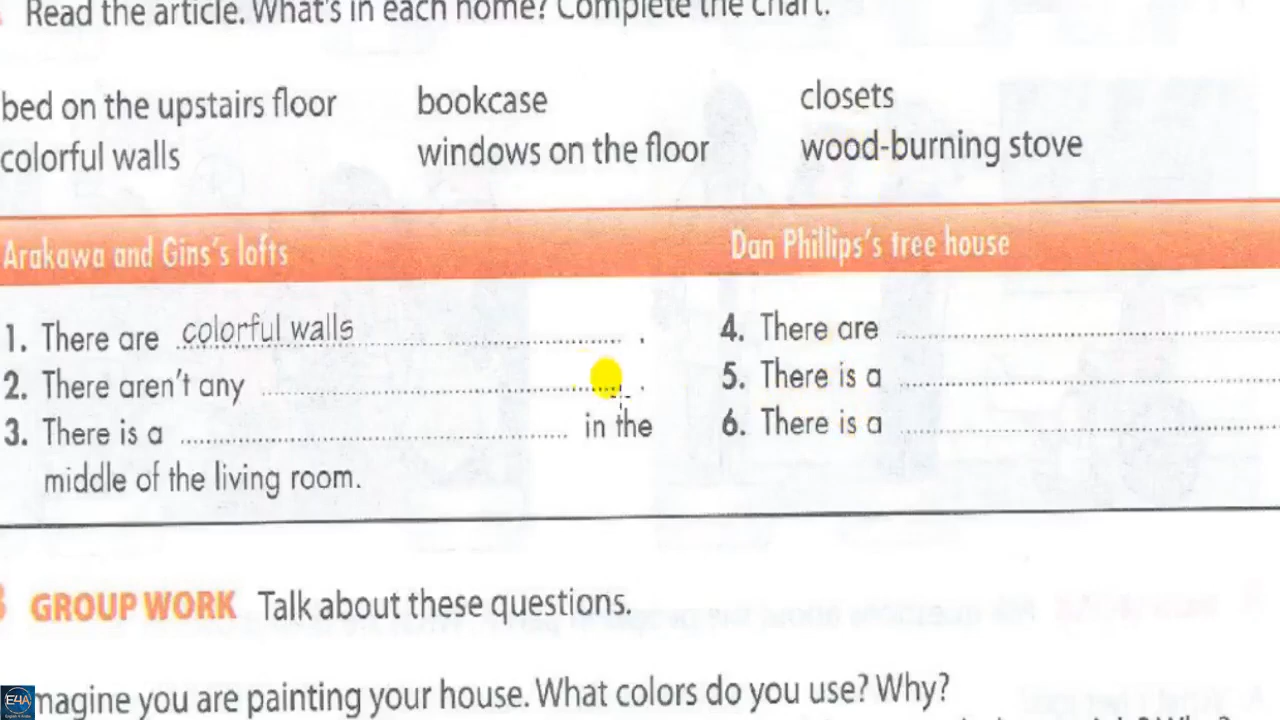 Read the article. What's in each home? Complete the chart.
bed on the upstairs floor bookcase closets
colorful walls windows on the floor wood-burning stove
Arakawa and Gins's lofts Dan Phillips's tree house
1. There are colorful walls . 4. There are
2. There aren't any . 5. There is a
3. There is a in the 6. There is a
middle of the living room.
GROUP WORK Talk about these questions.
magine you are painting your house. What colors do you use? Why?
E4A